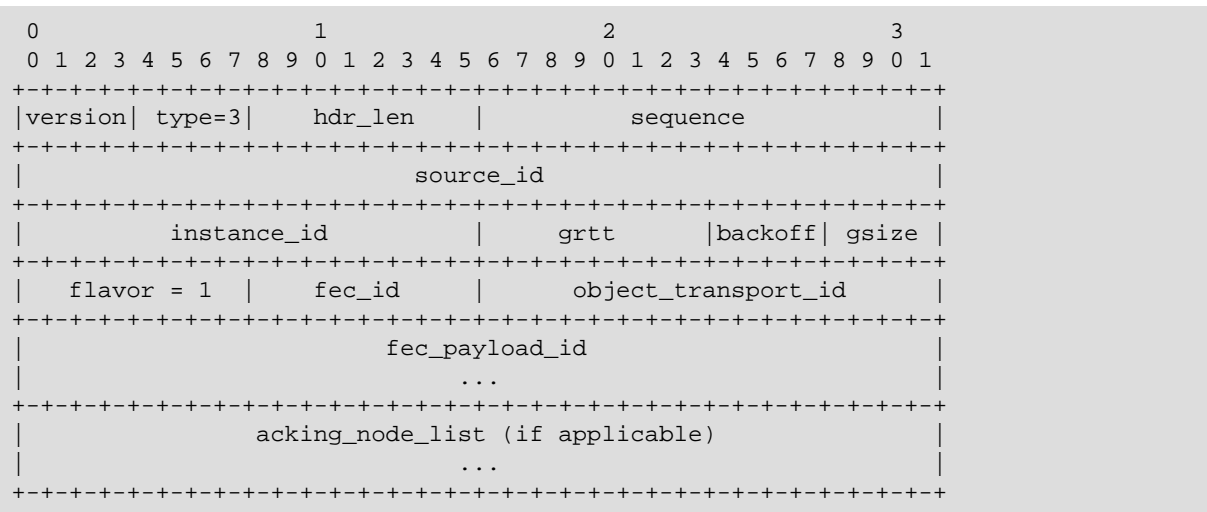 0                   1                   2                   3
 0 1 2 3 4 5 6 7 8 9 0 1 2 3 4 5 6 7 8 9 0 1 2 3 4 5 6 7 8 9 0 1
+-+-+-+-+-+-+-+-+-+-+-+-+-+-+-+-+-+-+-+-+-+-+-+-+-+-+-+-+-+-+-+-+
|version| type=3|    hdr_len    |          sequence             |
+-+-+-+-+-+-+-+-+-+-+-+-+-+-+-+-+-+-+-+-+-+-+-+-+-+-+-+-+-+-+-+-+
|                           source_id                           |
+-+-+-+-+-+-+-+-+-+-+-+-+-+-+-+-+-+-+-+-+-+-+-+-+-+-+-+-+-+-+-+-+
|          instance_id          |     grtt      |backoff| gsize |
+-+-+-+-+-+-+-+-+-+-+-+-+-+-+-+-+-+-+-+-+-+-+-+-+-+-+-+-+-+-+-+-+
|   flavor = 1  |    fec_id     |      object_transport_id      |
+-+-+-+-+-+-+-+-+-+-+-+-+-+-+-+-+-+-+-+-+-+-+-+-+-+-+-+-+-+-+-+-+
|                         fec_payload_id                        |
|                              ...                              |
+-+-+-+-+-+-+-+-+-+-+-+-+-+-+-+-+-+-+-+-+-+-+-+-+-+-+-+-+-+-+-+-+
|                acking_node_list (if applicable)               |
|                              ...                              |
+-+-+-+-+-+-+-+-+-+-+-+-+-+-+-+-+-+-+-+-+-+-+-+-+-+-+-+-+-+-+-+-+